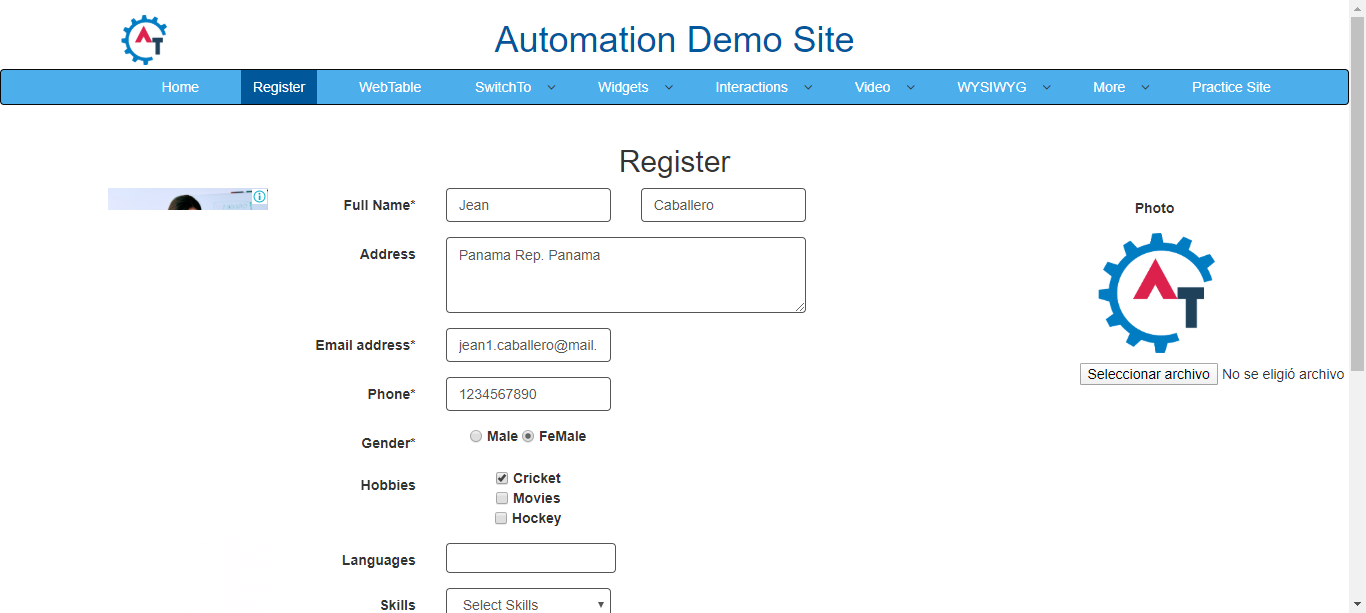 AT
Automation Demo Site
Home Register WebTable SwitchTo Widgets Interactions Video WYSIWYG More Practice Site
Register
Full Name* Jean Caballero
Photo
Address Panama Rep. Panama
AT
Email address* jean1.caballero@mail.
Seleccionar archivo No se eligió archivo
Phone* 1234567890
Gender* Male FeMale
Hobbies Cricket
Movies
Hockey
Languages
Skills Select Skills